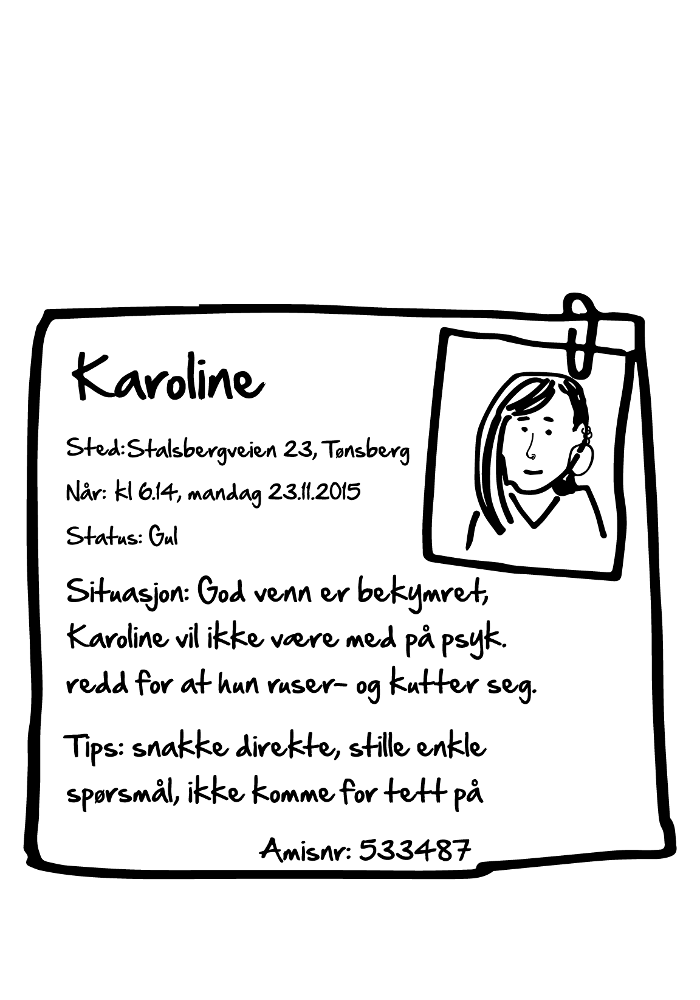 Karoline
Sted: Stalsbergveien 23, Tønsberg
Når: kl 6.14, mandag 23.11.2015
Status: Gul
Situasjon: God venn er bekymret,
Karoline vil ikke være med på psyk.
redd for at hun ruser- og kutter seg.
Tips: snakke direkte, stille enkle
spørsmål, ikke komme for tett på
Amisnr: 533487